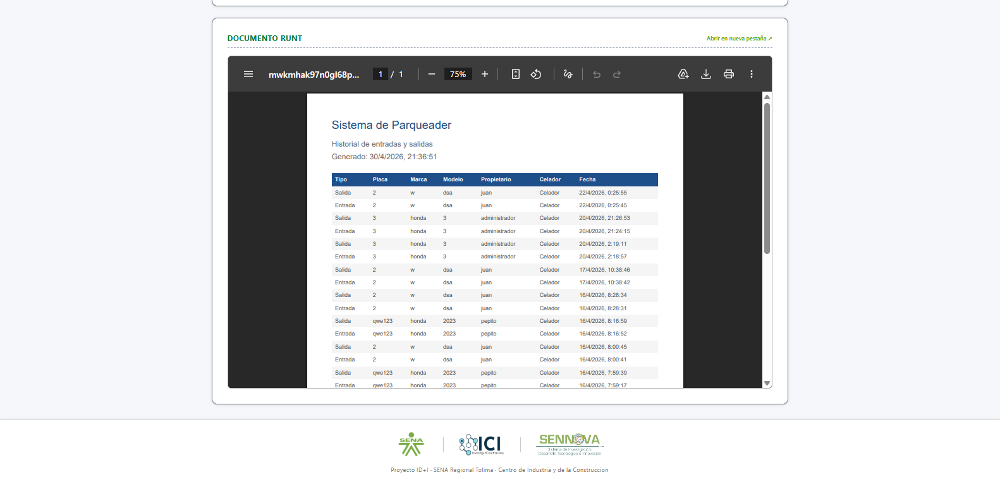 DOCUMENTO RUNT
Abrir en nueva pestaña ↗
mwkmhak97n0gl68p...
1 / 1
75%
Sistema de Parqueader
Historial de entradas y salidas
Generado: 30/4/2026, 21:36:51
Tipo Placa Marca Modelo Propietario Celador Fecha
Salida 2 w dsa juan Celador 22/4/2026, 0:25:55
Entrada 2 w dsa juan Celador 22/4/2026, 0:25:45
Salida 3 honda 3 administrador Celador 20/4/2026, 21:26:53
Entrada 3 honda 3 administrador Celador 20/4/2026, 21:24:15
Salida 3 honda 3 administrador Celador 20/4/2026, 2:19:11
Entrada 3 honda 3 administrador Celador 20/4/2026, 2:18:57
Salida 2 w dsa juan Celador 17/4/2026, 10:38:46
Entrada 2 w dsa juan Celador 17/4/2026, 10:38:42
Salida 2 w dsa juan Celador 16/4/2026, 8:28:34
Entrada 2 w dsa juan Celador 16/4/2026, 8:28:31
Salida qwe123 honda 2023 pepito Celador 16/4/2026, 8:16:59
Entrada qwe123 honda 2023 pepito Celador 16/4/2026, 8:16:52
Salida 2 w dsa juan Celador 16/4/2026, 8:00:45
Entrada 2 w dsa juan Celador 16/4/2026, 8:00:41
Salida qwe123 honda 2023 pepito Celador 16/4/2026, 7:59:39
Entrada qwe123 honda 2023 pepito Celador 16/4/2026, 7:59:17
SENA
ICI
Investiga•Crea•Innova
SENNOVA
Sistema de Investigación,
Desarrollo Tecnológico e Innovación
Proyecto ID+I · SENA Regional Tolima · Centro de Industria y de la Construccion